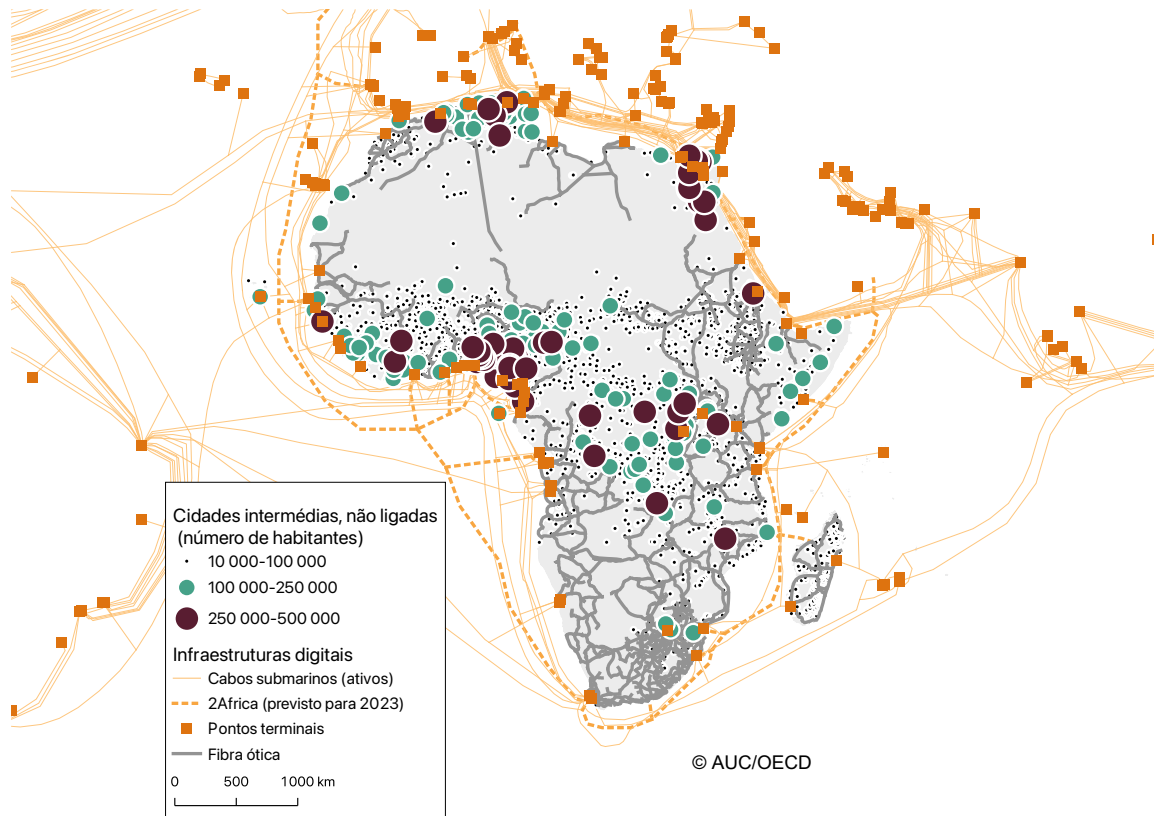 Cidades intermédias, não ligadas
(número de habitantes)
10 000-100 000
100 000-250 000
250 000-500 000
Infraestruturas digitais
Cabos submarinos (ativos)
2Africa (previsto para 2023)
Pontos terminais
Fibra ótica
0 500 1000 km
© AUC/OECD